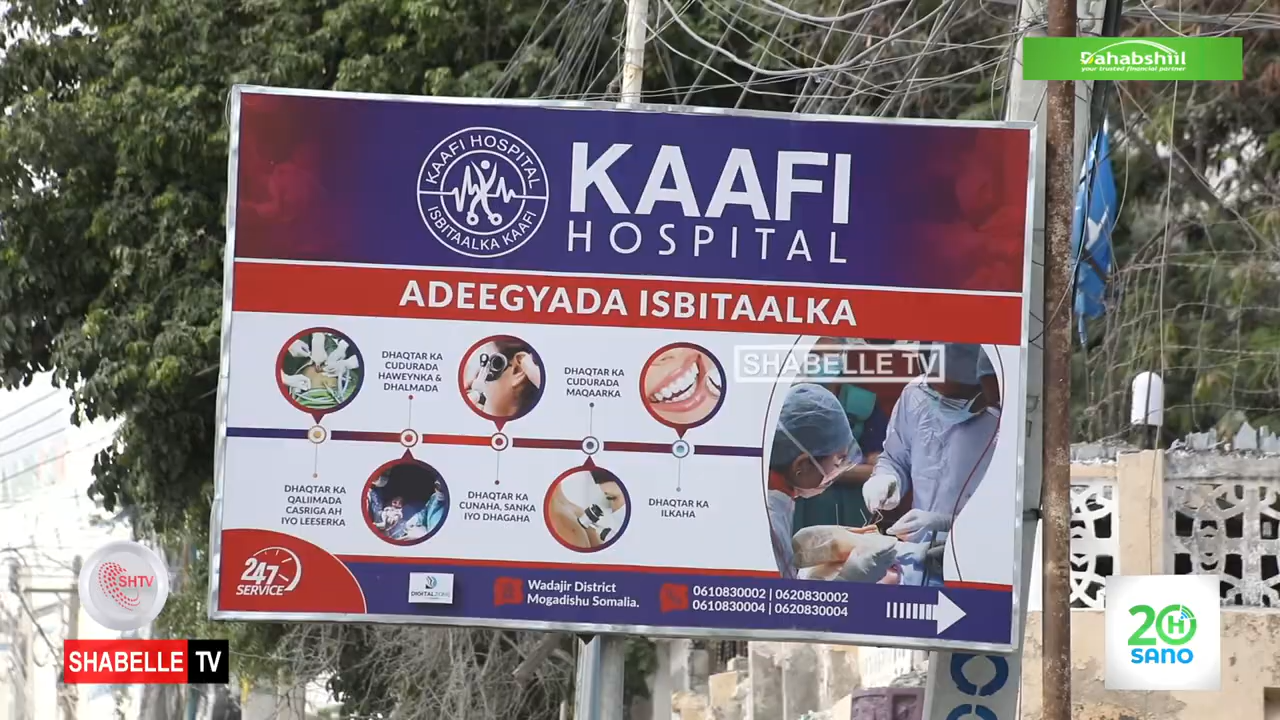 Dahabshiil
your trusted financial partner
KAAFI HOSPITAL
ISBITAALKA KAAFI
KAAFI
HOSPITAL
ADEEGYADA ISBITAALKA
SHABELLE TV
DHAQTAR KA
CUDURADA
HAWEYNKA &
DHALMADA
DHAQTAR KA
CUDURADA
MAQAARKA
DHAQTAR KA
QALIIMADA
CASRIGA AH
IYO LEESERKA
DHAQTAR KA
CUNAHA, SANKA
IYO DHAGAHA
DHAQTAR KA
ILKAHA
247
SERVICE
DIGITALZONE
Wadajir District
Mogadishu Somalia.
0610830002 | 0620830002
0610830004 | 0620830004
SHTV
SHABELLE TV
20
H
SANO